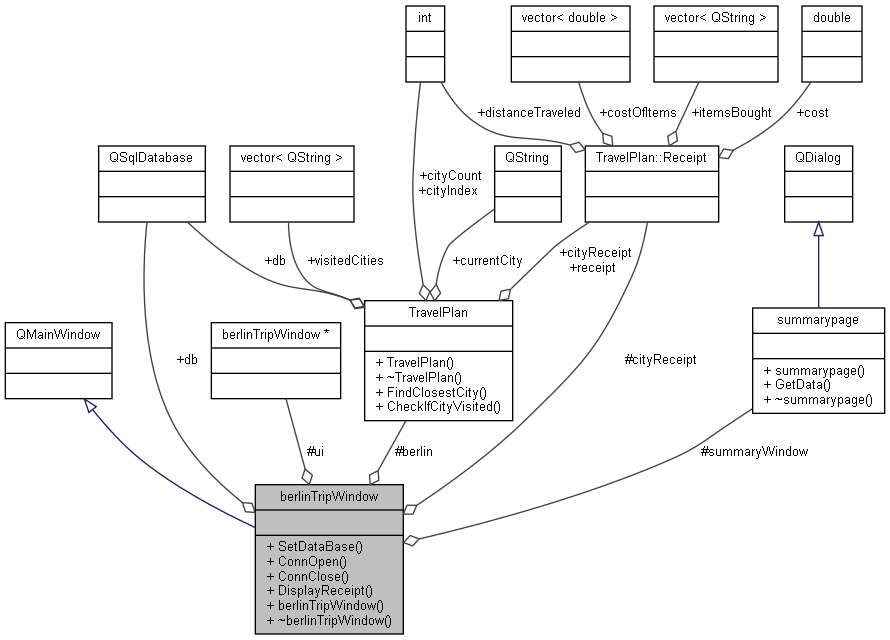 int
vector< double >
vector< QString >
double
+distanceTraveled
+costOfItems
+itemsBought
+cost
QSqlDatabase
vector< QString >
+cityCount
+cityIndex
QString
TravelPlan::Receipt
QDialog
+db
+visitedCities
+currentCity
+cityReceipt
+receipt
QMainWindow
berlinTripWindow *
+db
TravelPlan
+ TravelPlan()
+ ~TravelPlan()
+ FindClosestCity()
+ CheckIfCityVisited()
#cityReceipt
summarypage
+ summarypage()
+ GetData()
+ ~summarypage()
#ui
#berlin
#summaryWindow
berlinTripWindow
+ SetDataBase()
+ ConnOpen()
+ ConnClose()
+ DisplayReceipt()
+ berlinTripWindow()
+ ~berlinTripWindow()